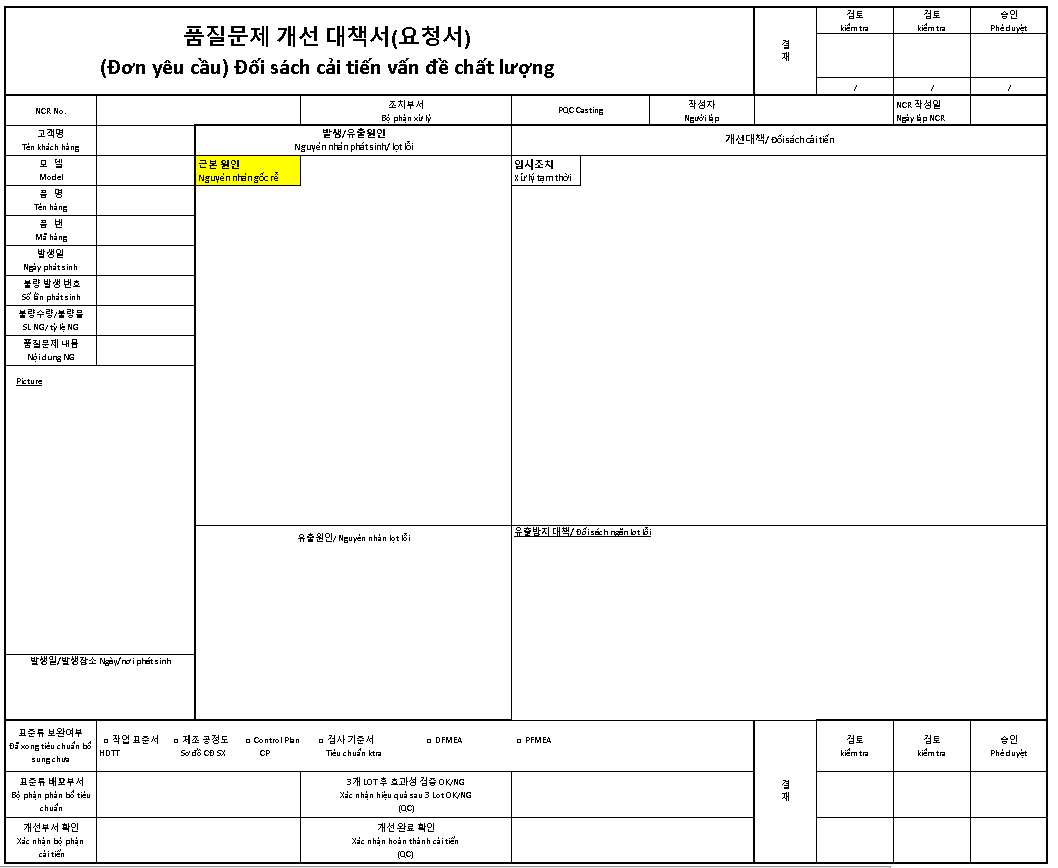 품질문제 개선 대책서(요청서)
(Đơn yêu cầu) Đối sách cải tiến vấn đề chất lượng
결
재
검토
kiểm tra
검토
kiểm tra
승인
Phê duyệt
/
/
/
NCR No.
조치부서
Bộ phận xử lý
PQC Casting
작성자
Người lập
NCR 작성일
Ngày lập NCR
고객명
Tên khách hàng
발생/유출원인
Nguyên nhân phát sinh/ lọt lỗi
개선대책/ Đối sách cải tiến
모 델
Model
근본 원인
Nguyên nhân gốc rễ
임시조치
Xử lý tạm thời
품 명
Tên hàng
품 번
Mã hàng
발생일
Ngày phát sinh
불량 발생 번호
Số lần phát sinh
불량수량/불량율
SL NG/ tỷ lệ NG
품질문제 내용
Nội dung NG
Picture
유출원인/ Nguyên nhân lọt lỗi
유출방지 대책/ Đối sách ngăn lọt lỗi
발생일/발생장소 Ngày/nơi phát sinh
표준류 보완여부
Đã xong tiêu chuẩn bổ
sung chưa
□ 작업 표준서
HDTT
□ 제조 공정도
Sơ đồ CĐ SX
□ Control Plan
CP
□ 검사 기준서
Tiêu chuẩn ktra
□ DFMEA
□ PFMEA
결
재
검토
kiểm tra
검토
kiểm tra
승인
Phê duyệt
표준류 배포부서
Bộ phận phân bổ tiêu
chuẩn
3개 LOT 후 효과성 검증 OK/NG
Xác nhận hiệu quả sau 3 Lot OK/NG
(QC)
개선부서 확인
Xác nhận bộ phận
cải tiến
개선 완료 확인
Xác nhận hoàn thành cải tiến
(QC)